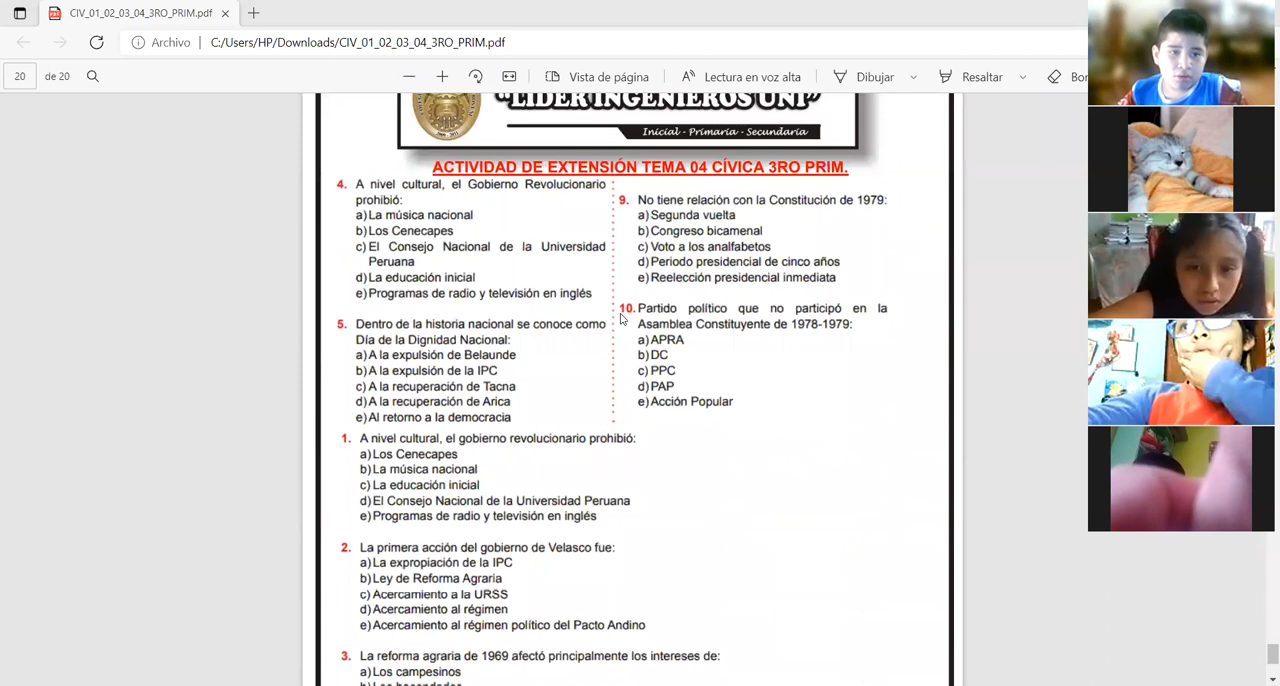 CIV_01_02_03_04_3RO_PRIM.pdf
Archivo
C:/Users/HP/Downloads/CIV_01_02_03_04_3RO_PRIM.pdf
20 de 20
Vista de página
Lectura en voz alta
Dibujar
Resaltar
"LIDER INGENIEROS UNI"
Inicial - Primaria - Secundaria
ACTIVIDAD DE EXTENSIÓN TEMA 04 CÍVICA 3RO PRIM.
4. A nivel cultural, el Gobierno Revolucionario
prohibió:
a) La música nacional
b) Los Cenecapes
c) El Consejo Nacional de la Universidad
Peruana
d) La educación inicial
e) Programas de radio y televisión en inglés
5. Dentro de la historia nacional se conoce como
Día de la Dignidad Nacional:
a) A la expulsión de Belaunde
b) A la expulsión de la IPC
c) A la recuperación de Tacna
d) A la recuperación de Arica
e) Al retorno a la democracia
9. No tiene relación con la Constitución de 1979:
a) Segunda vuelta
b) Congreso bicamenal
c) Voto a los analfabetos
d) Periodo presidencial de cinco años
e) Reelección presidencial inmediata
10. Partido político que no participó en la
Asamblea Constituyente de 1978-1979:
a) APRA
b) DC
c) PPC
d) PAP
e) Acción Popular
1. A nivel cultural, el gobierno revolucionario prohibió:
a) Los Cenecapes
b) La música nacional
c) La educación inicial
d) El Consejo Nacional de la Universidad Peruana
e) Programas de radio y televisión en inglés
2. La primera acción del gobierno de Velasco fue:
a) La expropiación de la IPC
b) Ley de Reforma Agraria
c) Acercamiento a la URSS
d) Acercamiento al régimen
e) Acercamiento al régimen político del Pacto Andino
3. La reforma agraria de 1969 afectó principalmente los intereses de:
a) Los campesinos